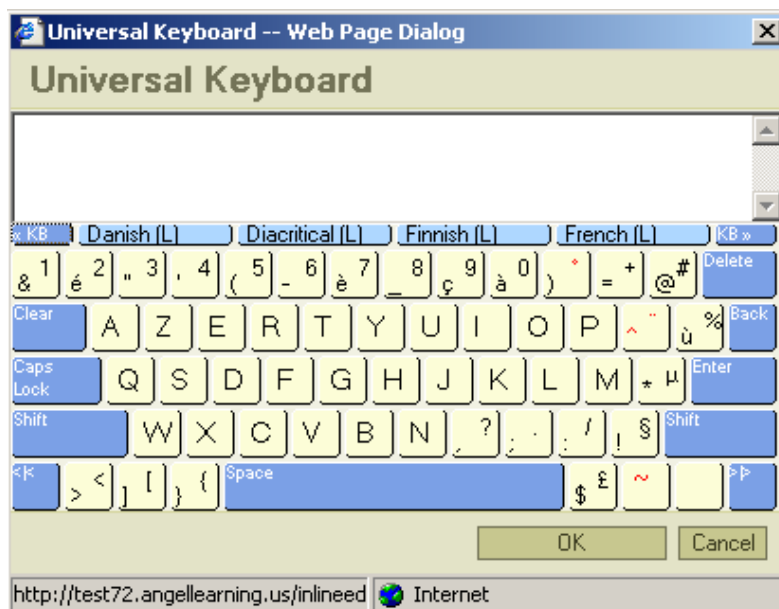 Universal Keyboard -- Web Page Dialog
Universal Keyboard
« KB Danish (L) Diacritical (L) Finnish (L) French (L) KB »
& 1 é 2 " 3 ' 4 ( 5 - 6 è 7 _ 8 ç 9 à 0 ) ° = + @ # Delete
Clear A Z E R T Y U I O P ^ ¨ ù % Back
Caps Lock Q S D F G H J K L M * µ Enter
Shift W X C V B N , ? ; . : / ! § Shift
<|< > < ] [ } { Space $ £ ~ >|>
OK Cancel
http://test72.angellearning.us/inlineed Internet